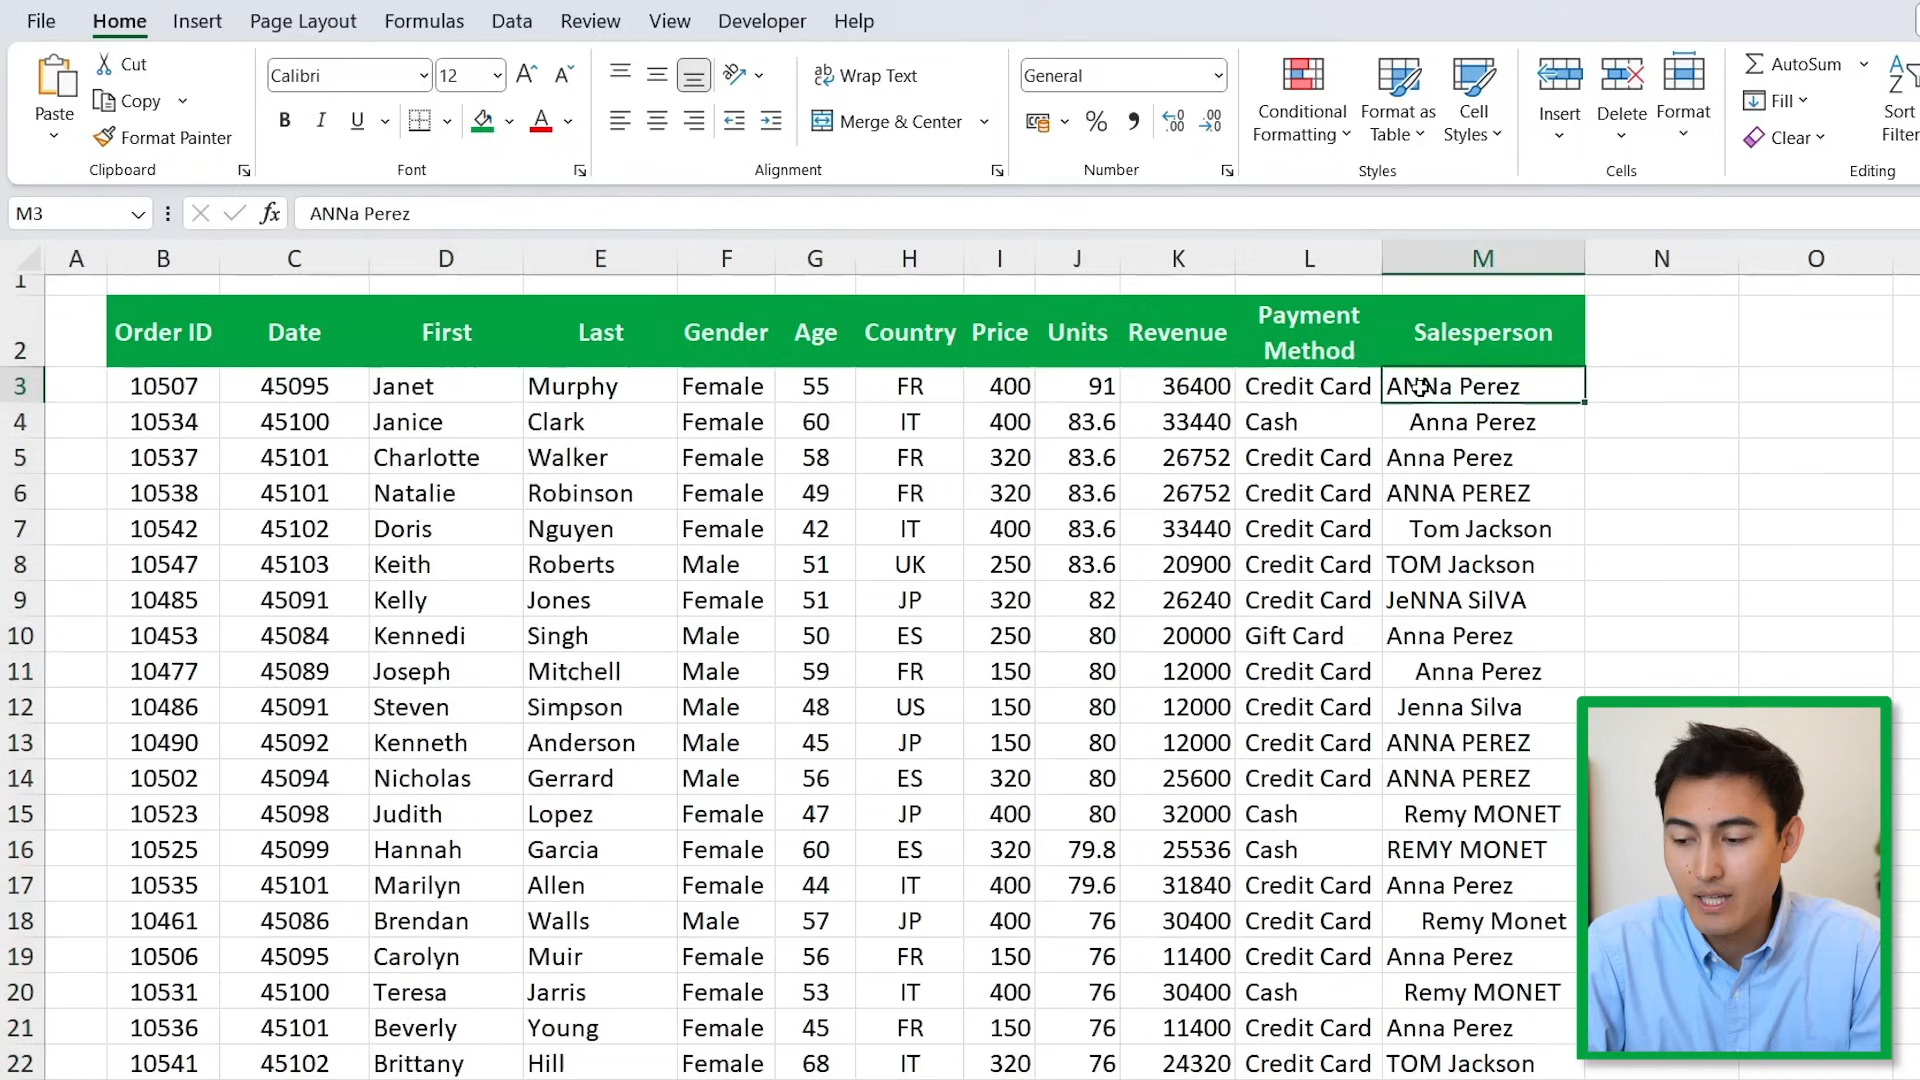 File Home Insert Page Layout Formulas Data Review View Developer Help
Paste Cut Copy Format Painter Clipboard
Calibri 12 B I U A Font
Wrap Text Merge & Center Alignment
General % Number
Conditional Formatting Format as Table Cell Styles Styles
Insert Delete Format Cells
AutoSum Fill Clear Sort Filter Editing
M3 fx ANNa Perez
A B C D E F G H I J K L M N O
1
2 Order ID Date First Last Gender Age Country Price Units Revenue Payment Method Salesperson
3 10507 45095 Janet Murphy Female 55 FR 400 91 36400 Credit Card ANNa Perez
4 10534 45100 Janice Clark Female 60 IT 400 83.6 33440 Cash Anna Perez
5 10537 45101 Charlotte Walker Female 58 FR 320 83.6 26752 Credit Card Anna Perez
6 10538 45101 Natalie Robinson Female 49 FR 320 83.6 26752 Credit Card ANNA PEREZ
7 10542 45102 Doris Nguyen Female 42 IT 400 83.6 33440 Credit Card Tom Jackson
8 10547 45103 Keith Roberts Male 51 UK 250 83.6 20900 Credit Card TOM Jackson
9 10485 45091 Kelly Jones Female 51 JP 320 82 26240 Credit Card JeNNA SilVA
10 10453 45084 Kennedi Singh Male 50 ES 250 80 20000 Gift Card Anna Perez
11 10477 45089 Joseph Mitchell Male 59 FR 150 80 12000 Credit Card Anna Perez
12 10486 45091 Steven Simpson Male 48 US 150 80 12000 Credit Card Jenna Silva
13 10490 45092 Kenneth Anderson Male 45 JP 150 80 12000 Credit Card ANNA PEREZ
14 10502 45094 Nicholas Gerrard Male 56 ES 320 80 25600 Credit Card ANNA PEREZ
15 10523 45098 Judith Lopez Female 47 JP 400 80 32000 Cash Remy MONET
16 10525 45099 Hannah Garcia Female 60 ES 320 79.8 25536 Cash REMY MONET
17 10535 45101 Marilyn Allen Female 44 IT 400 79.6 31840 Credit Card Anna Perez
18 10461 45086 Brendan Walls Male 57 JP 400 76 30400 Credit Card Remy Monet
19 10506 45095 Carolyn Muir Female 56 FR 150 76 11400 Credit Card Anna Perez
20 10531 45100 Teresa Jarris Female 53 IT 400 76 30400 Cash Remy MONET
21 10536 45101 Beverly Young Female 45 FR 150 76 11400 Credit Card Anna Perez
22 10541 45102 Brittany Hill Female 68 IT 320 76 24320 Credit Card TOM Jackson